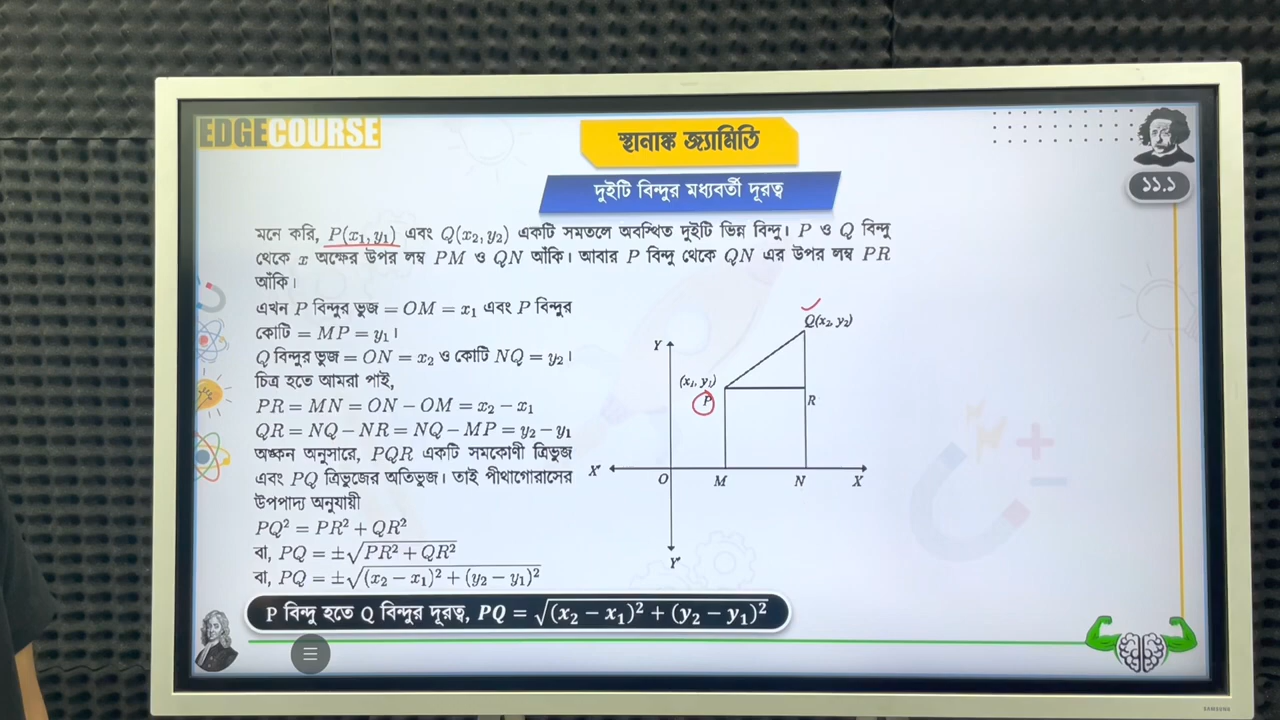 EDGECOURSE
স্থানাঙ্ক জ্যামিতি
দুইটি বিন্দুর মধ্যবর্তী দূরত্ব
১১.১
মনে করি, P(x₁, y₁) এবং Q(x₂, y₂) একটি সমতলে অবস্থিত দুইটি ভিন্ন বিন্দু। P ও Q বিন্দু
থেকে x অক্ষের উপর লম্ব PM ও QN আঁকি। আবার P বিন্দু থেকে QN এর উপর লম্ব PR
আঁকি।
এখন P বিন্দুর ভুজ = OM = x₁ এবং P বিন্দুর
কোটি = MP = y₁।
Q বিন্দুর ভুজ = ON = x₂ ও কোটি NQ = y₂।
চিত্র হতে আমরা পাই,
PR = MN = ON − OM = x₂ − x₁
QR = NQ − NR = NQ − MP = y₂ − y₁
অঙ্কন অনুসারে, PQR একটি সমকোণী ত্রিভুজ
এবং PQ ত্রিভুজের অতিভুজ। তাই পীথাগোরাসের
উপপাদ্য অনুযায়ী
PQ² = PR² + QR²
বা, PQ = ±√(PR² + QR²)
বা, PQ = ±√((x₂ − x₁)² + (y₂ − y₁)²)
Q(x₂, y₂)
Y
(x₁, y₁)
P
R
X'
O
M
N
X
Y'
P বিন্দু হতে Q বিন্দুর দূরত্ব, PQ = √((x₂ − x₁)² + (y₂ − y₁)²)
SAMSUNG